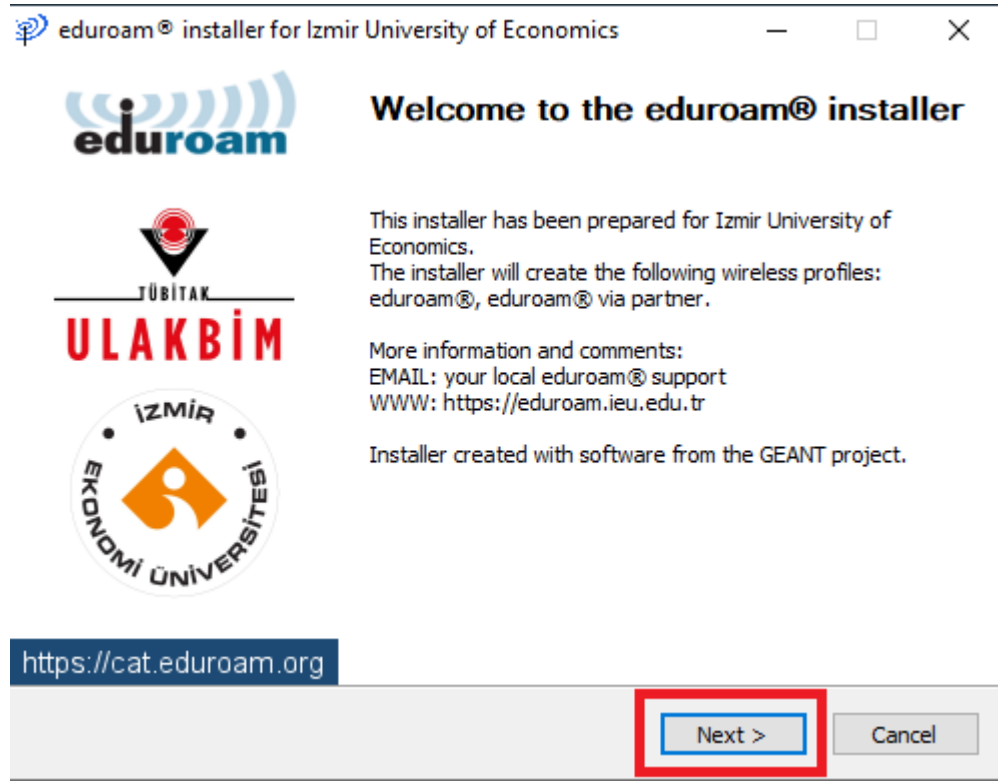 eduroam® installer for Izmir University of Economics
eduroam
Welcome to the eduroam® installer
TÜBİTAK
ULAKBİM
İZMİR
EKONOMİ ÜNİVERSİTESİ
This installer has been prepared for Izmir University of
Economics.
The installer will create the following wireless profiles:
eduroam®, eduroam® via partner.
More information and comments:
EMAIL: your local eduroam® support
WWW: https://eduroam.ieu.edu.tr
Installer created with software from the GEANT project.
https://cat.eduroam.org
Next >
Cancel